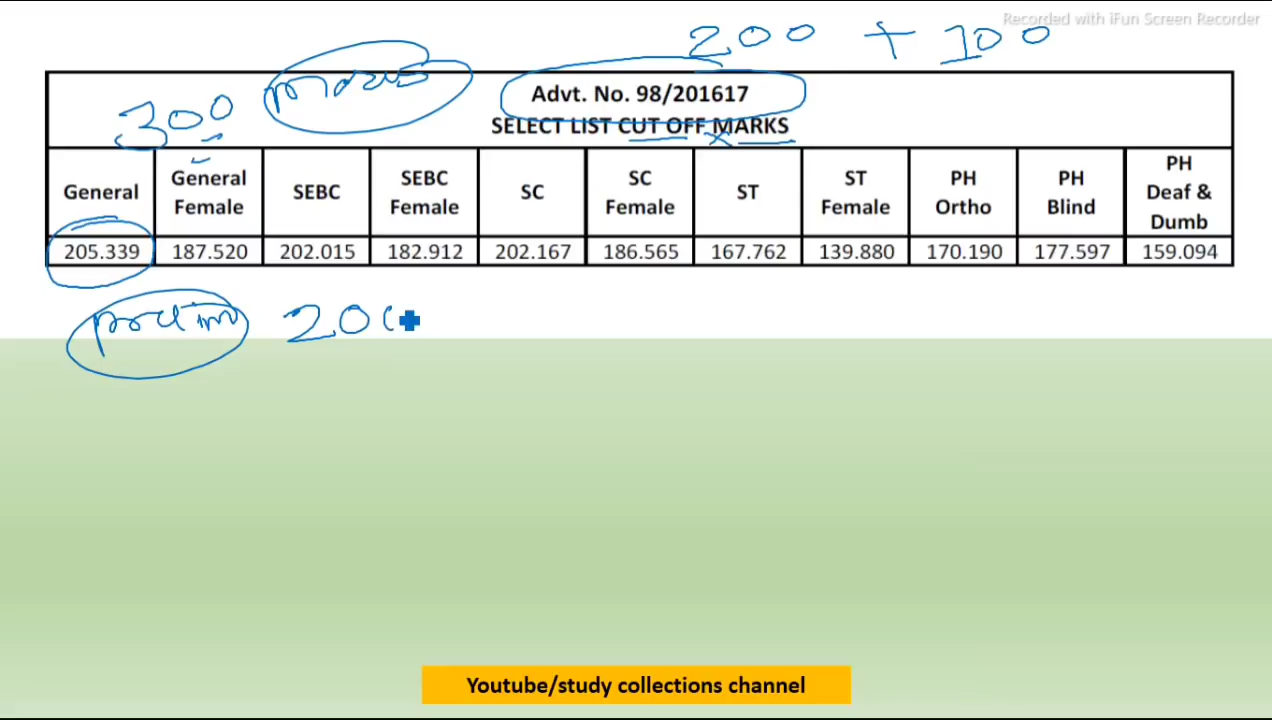 Recorded with iFun Screen Recorder
200 + 100
Advt. No. 98/201617
300
SELECT LIST CUT OFF MARKS
General
General Female
SEBC
SEBC Female
SC
SC Female
ST
ST Female
PH Ortho
PH Blind
PH Deaf & Dumb
205.339 187.520 202.015 182.912 202.167 186.565 167.762 139.880 170.190 177.597 159.094
Youtube/study collections channel